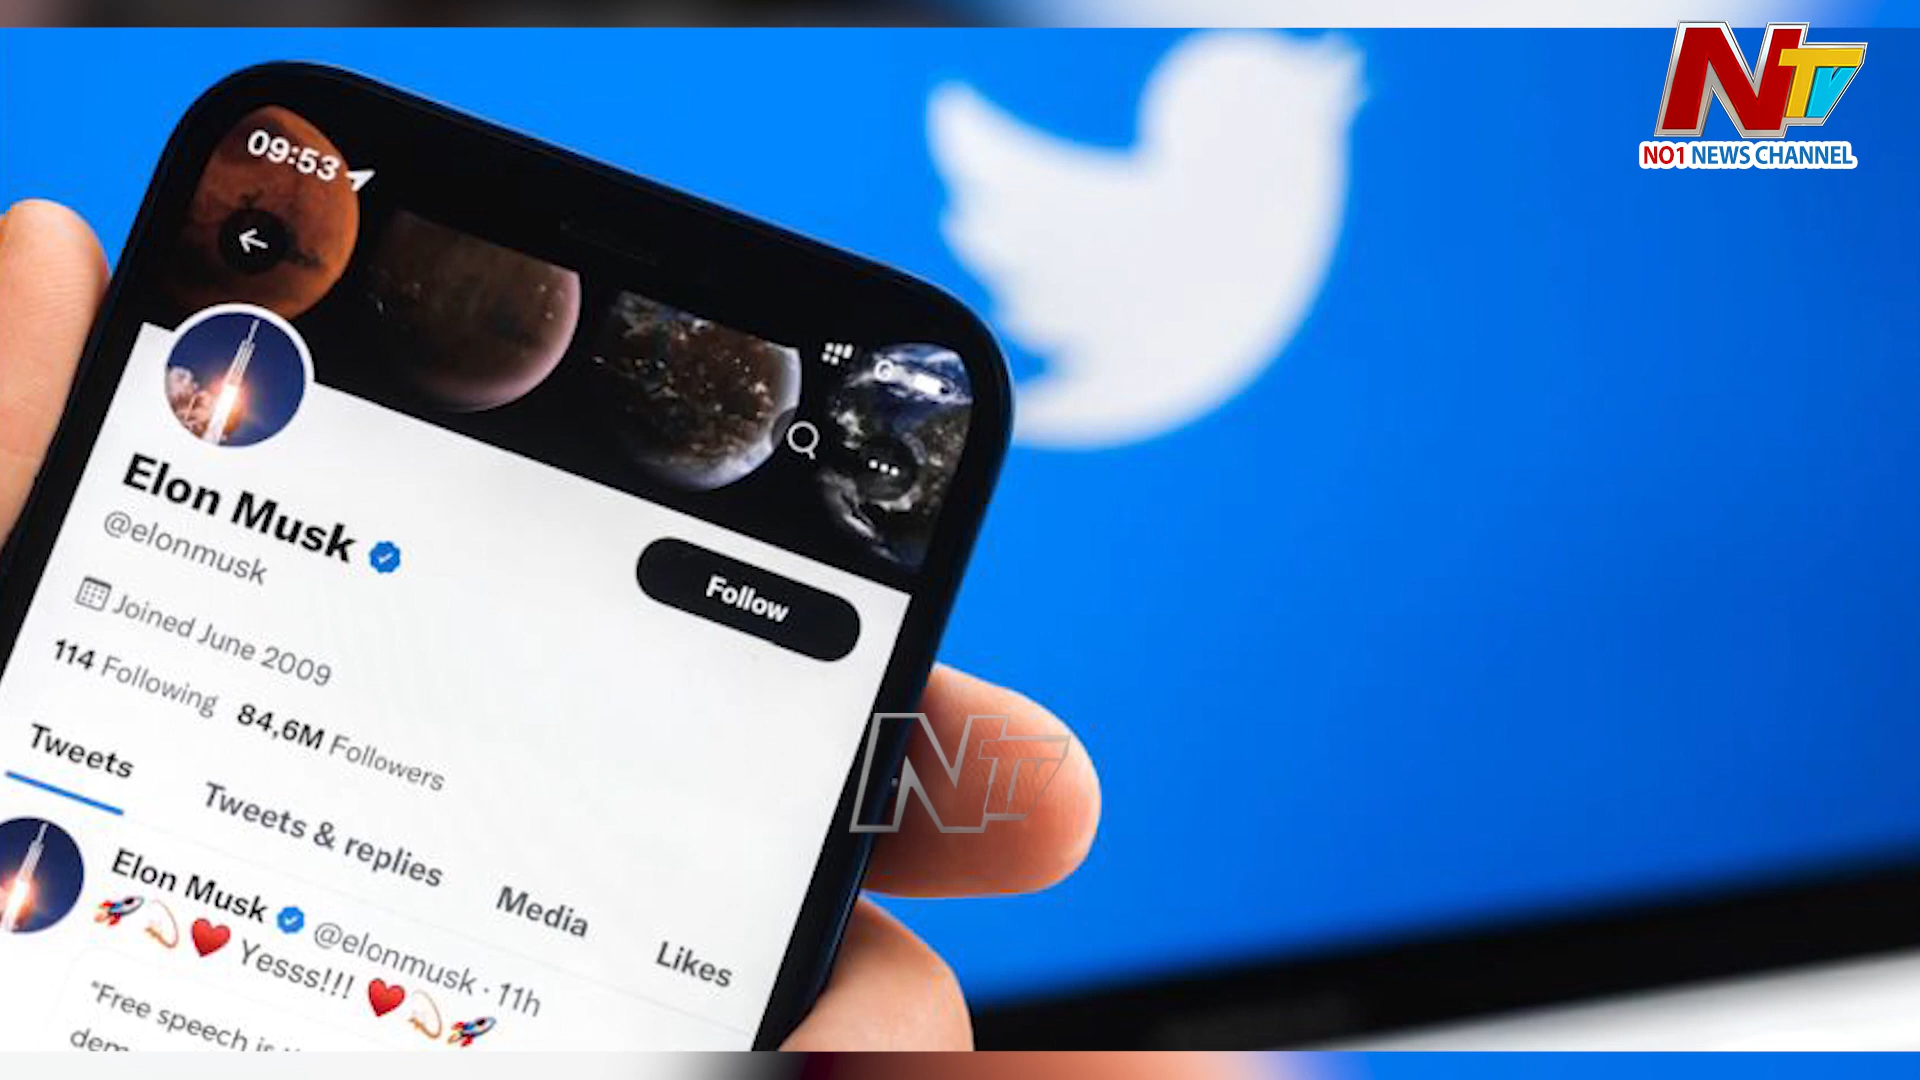 NTV
NO1 NEWS CHANNEL
09:53
Elon Musk
@elonmusk
Follow
Joined June 2009
114 Following 84,6M Followers
Tweets
Tweets & replies
Media
Likes
Elon Musk @elonmusk · 11h
🚀💫❤️ Yesss!!! ❤️💫🚀
"Free speech is
NTV